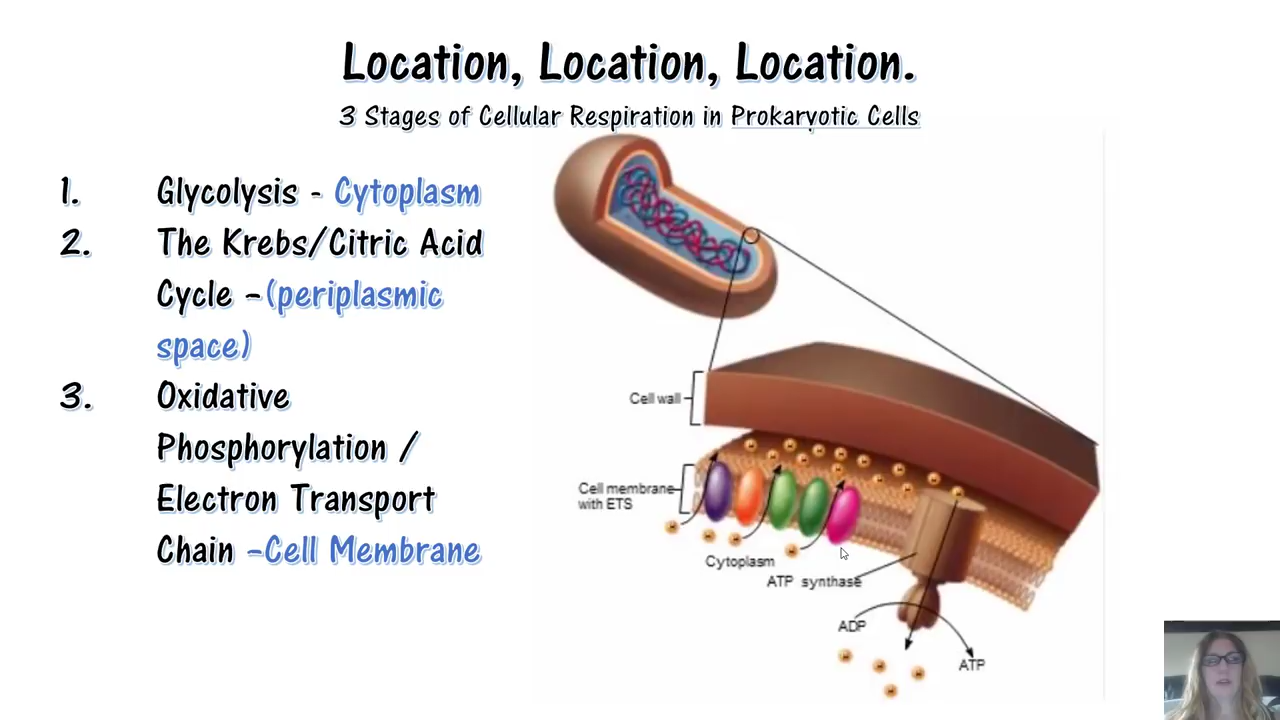 Location, Location, Location.
3 Stages of Cellular Respiration in Prokaryotic Cells
1. Glycolysis - Cytoplasm
2. The Krebs/Citric Acid
Cycle –(periplasmic
space)
3. Oxidative
Phosphorylation /
Electron Transport
Chain –Cell Membrane
Cell wall
Cell membrane
with ETS
Cytoplasm
ATP synthase
ADP
ATP